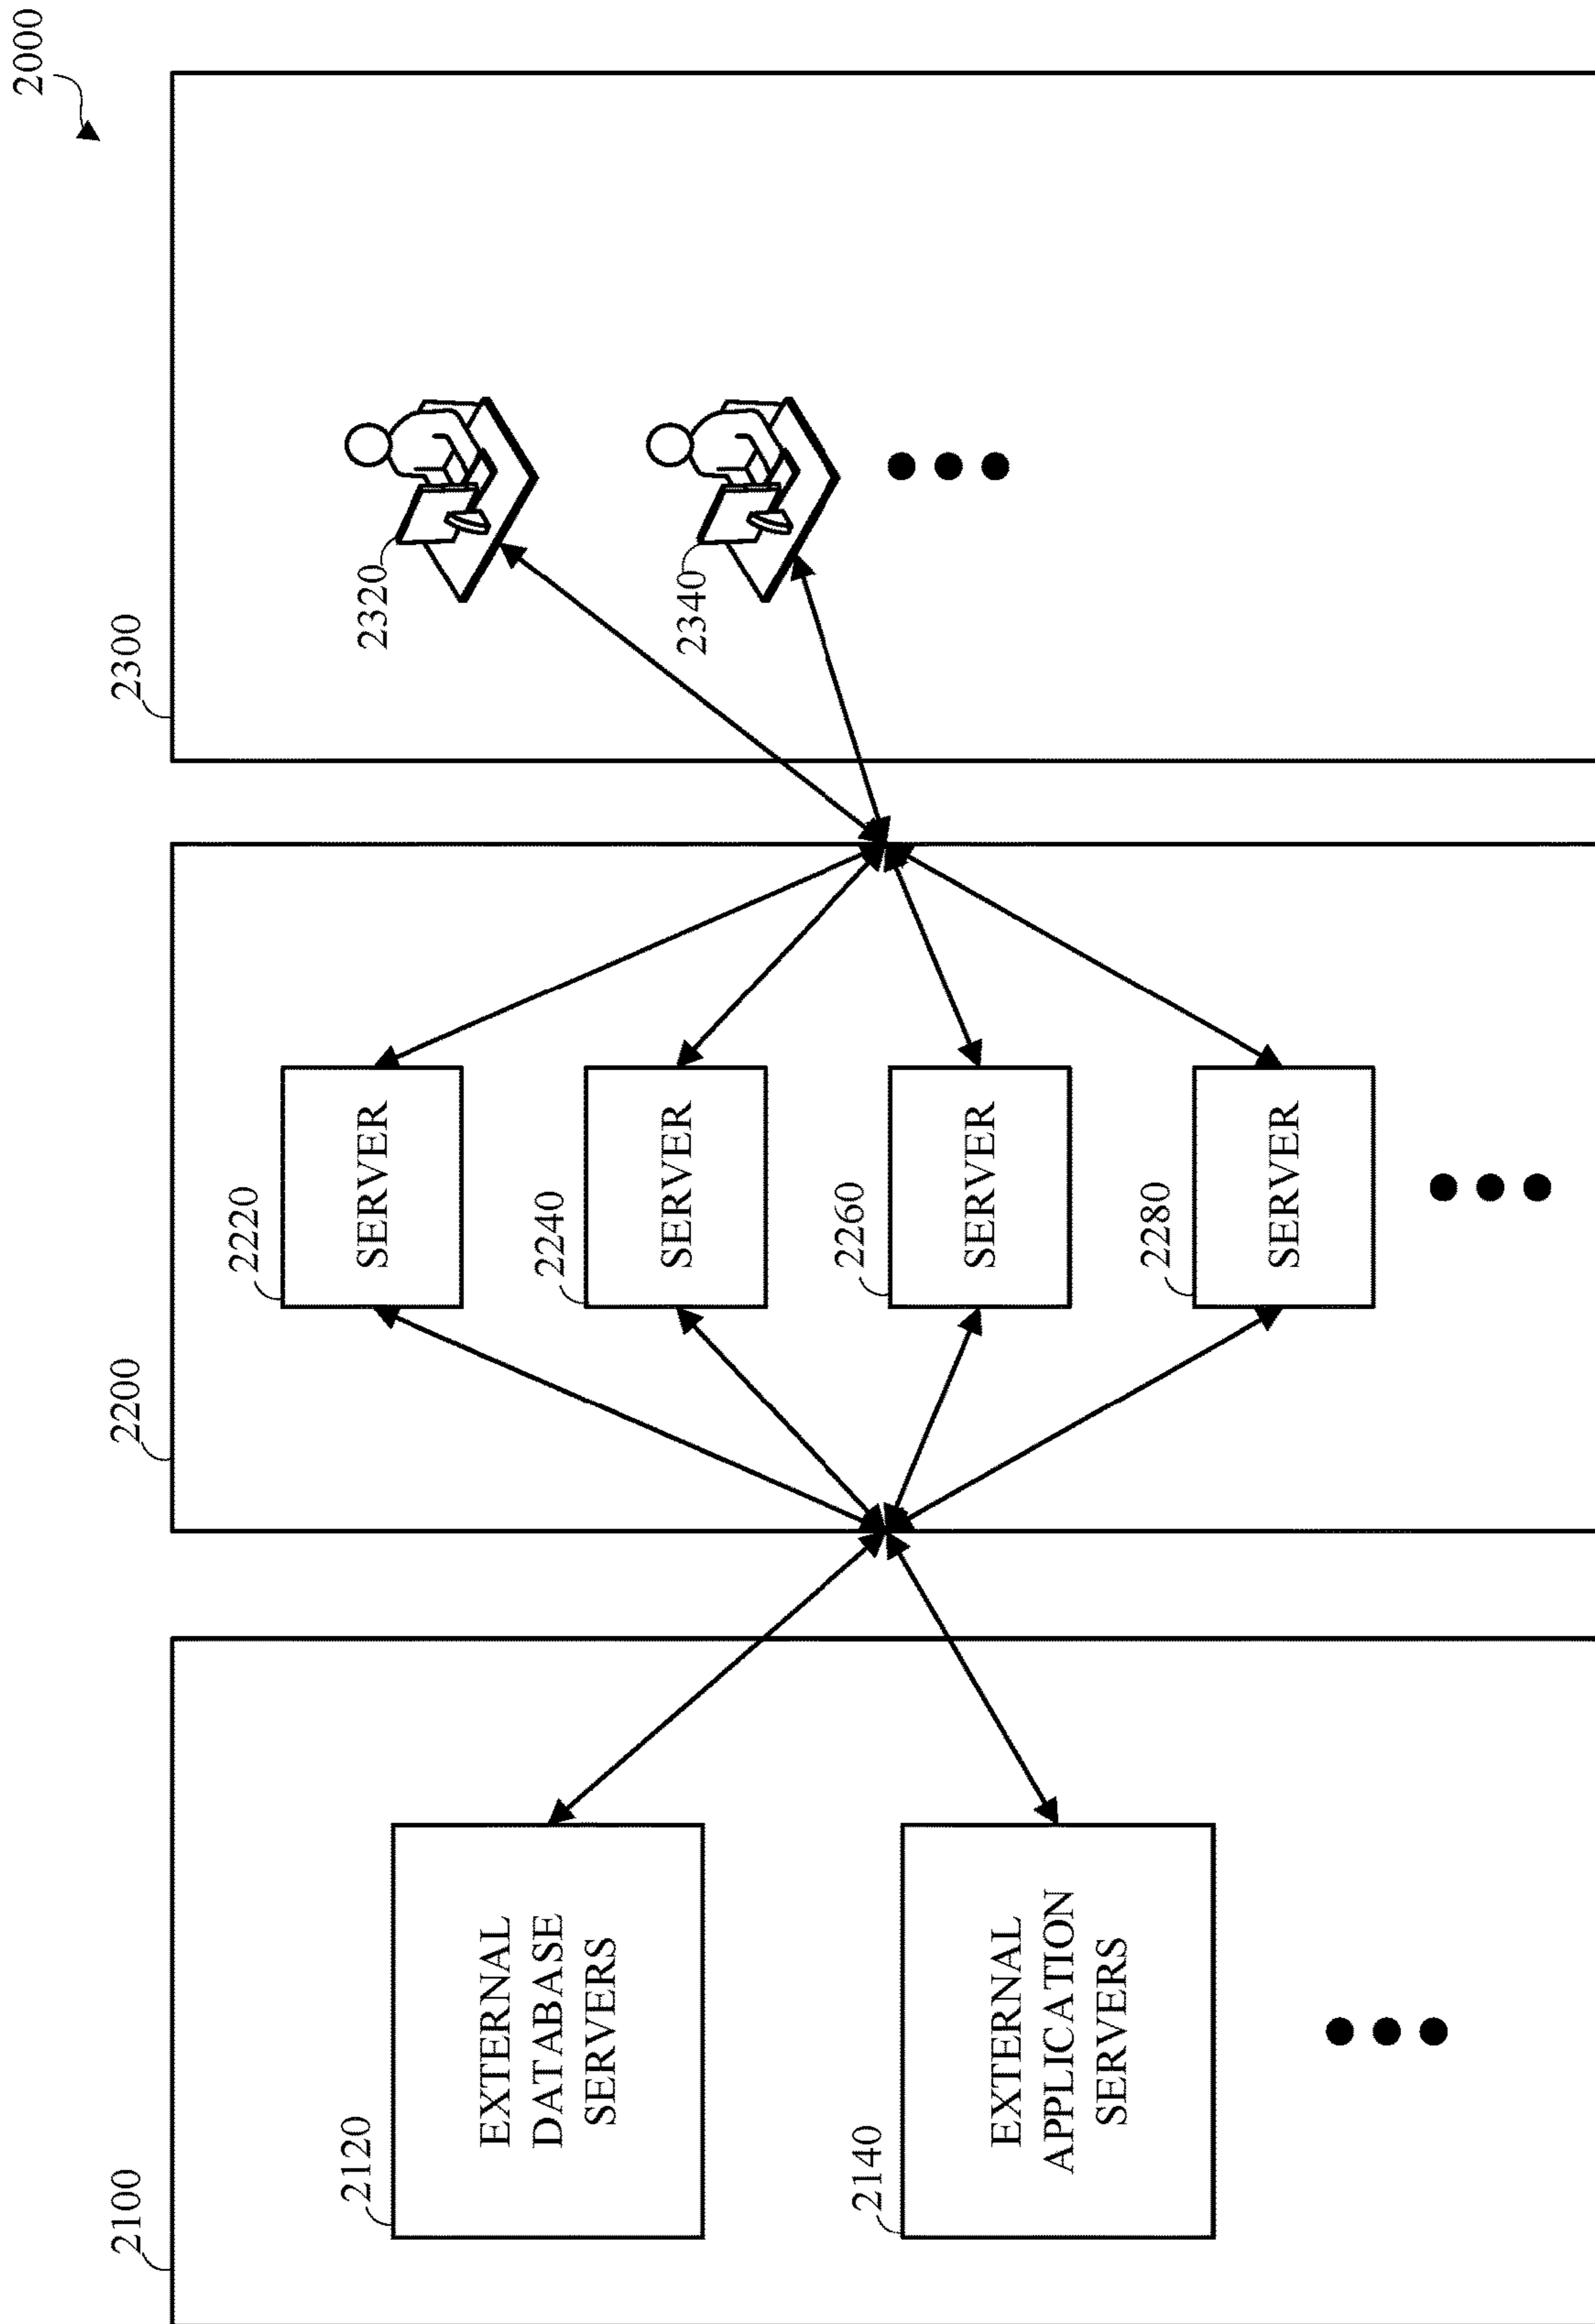 2000
2100
2120
EXTERNAL
DATABASE
SERVERS
2140
EXTERNAL
APPLICATION
SERVERS
2200
2220
SERVER
2240
SERVER
2260
SERVER
2280
SERVER
2300
2320
2340